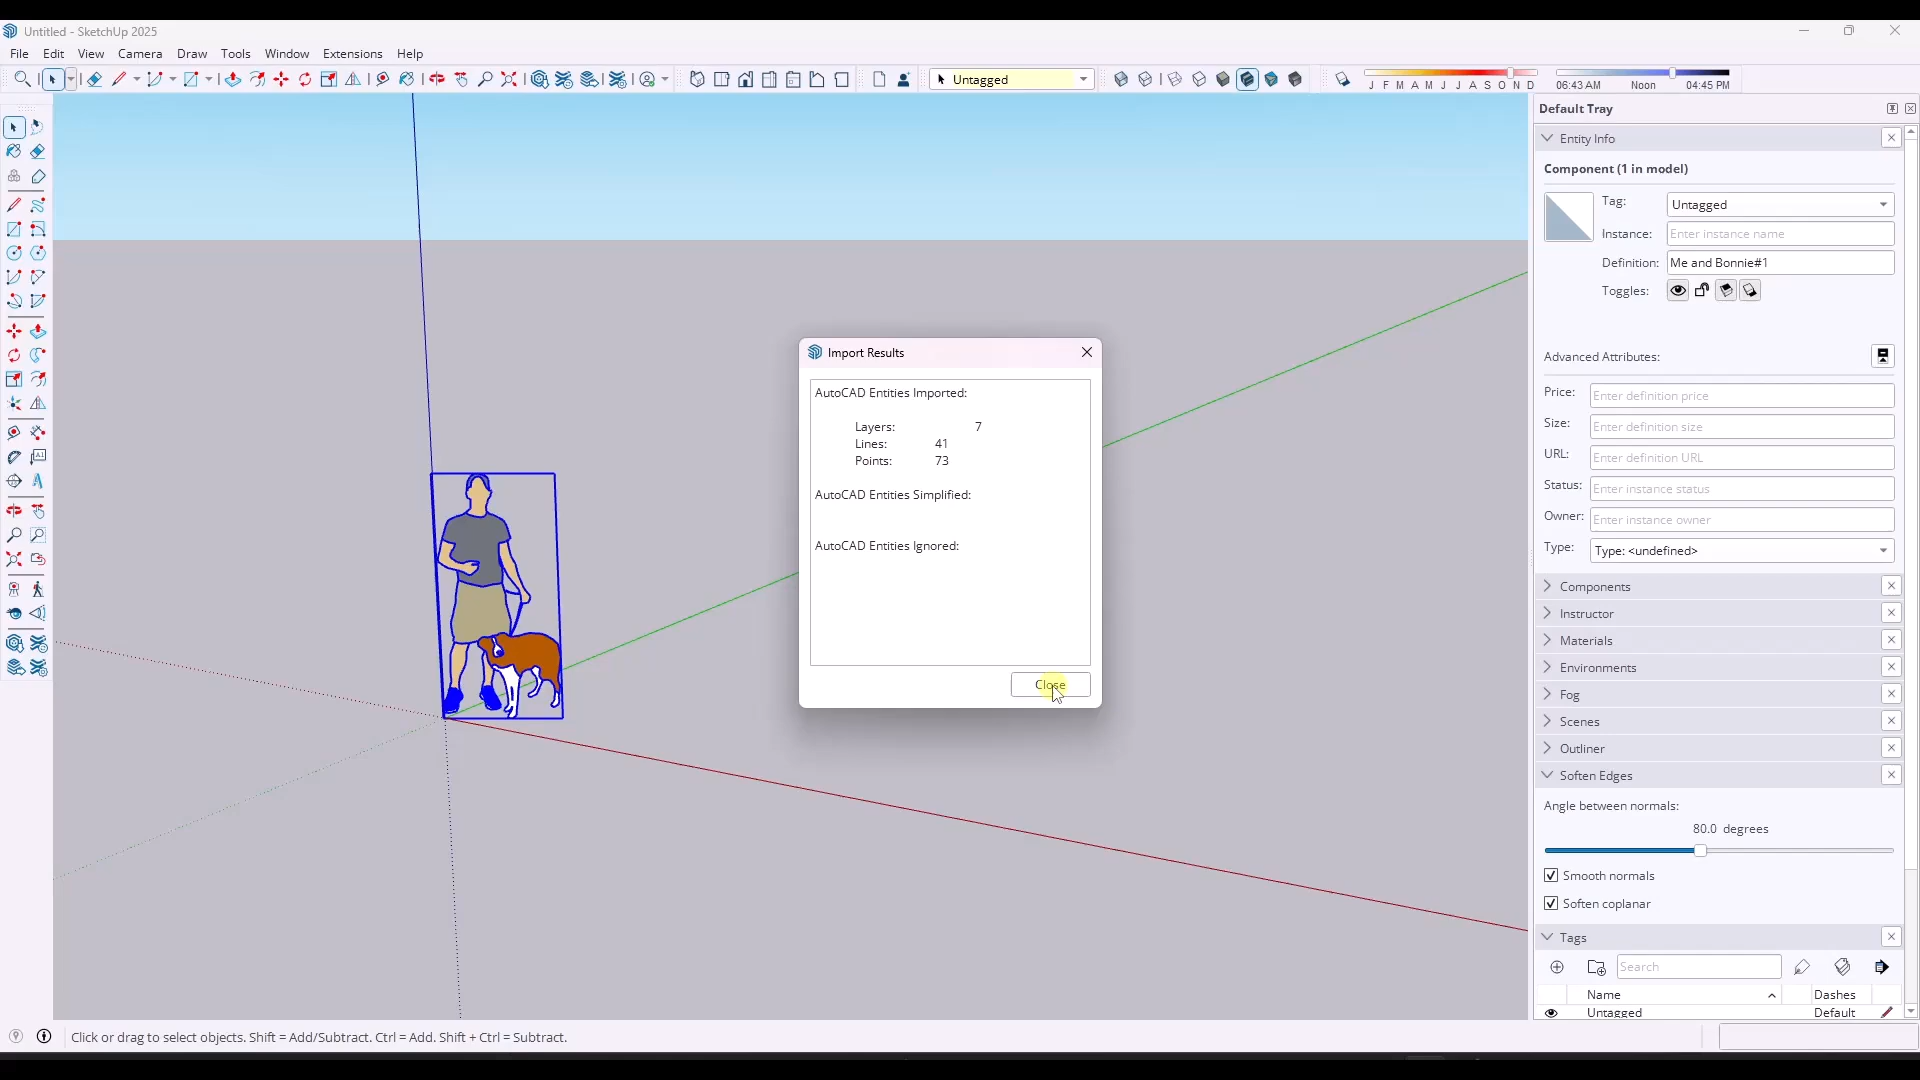 Untitled - SketchUp 2025
File Edit View Camera Draw Tools Window Extensions Help
Untagged
J F M A M J J A S O N D
06:43 AM Noon 04:45 PM
Default Tray
Entity Info
Component (1 in model)
Tag: Untagged
Instance: Enter instance name
Definition: Me and Bonnie#1
Toggles:
Advanced Attributes:
Price: Enter definition price
Size: Enter definition size
URL: Enter definition URL
Status: Enter instance status
Owner: Enter instance owner
Type: Type: <undefined>
Components
Instructor
Materials
Environments
Fog
Scenes
Outliner
Soften Edges
Angle between normals:
80.0 degrees
Smooth normals
Soften coplanar
Tags
Search
Name Dashes
Untagged Default
Import Results
AutoCAD Entities Imported:
Layers: 7
Lines: 41
Points: 73
AutoCAD Entities Simplified:
AutoCAD Entities Ignored:
Close
Click or drag to select objects. Shift = Add/Subtract. Ctrl = Add. Shift + Ctrl = Subtract.